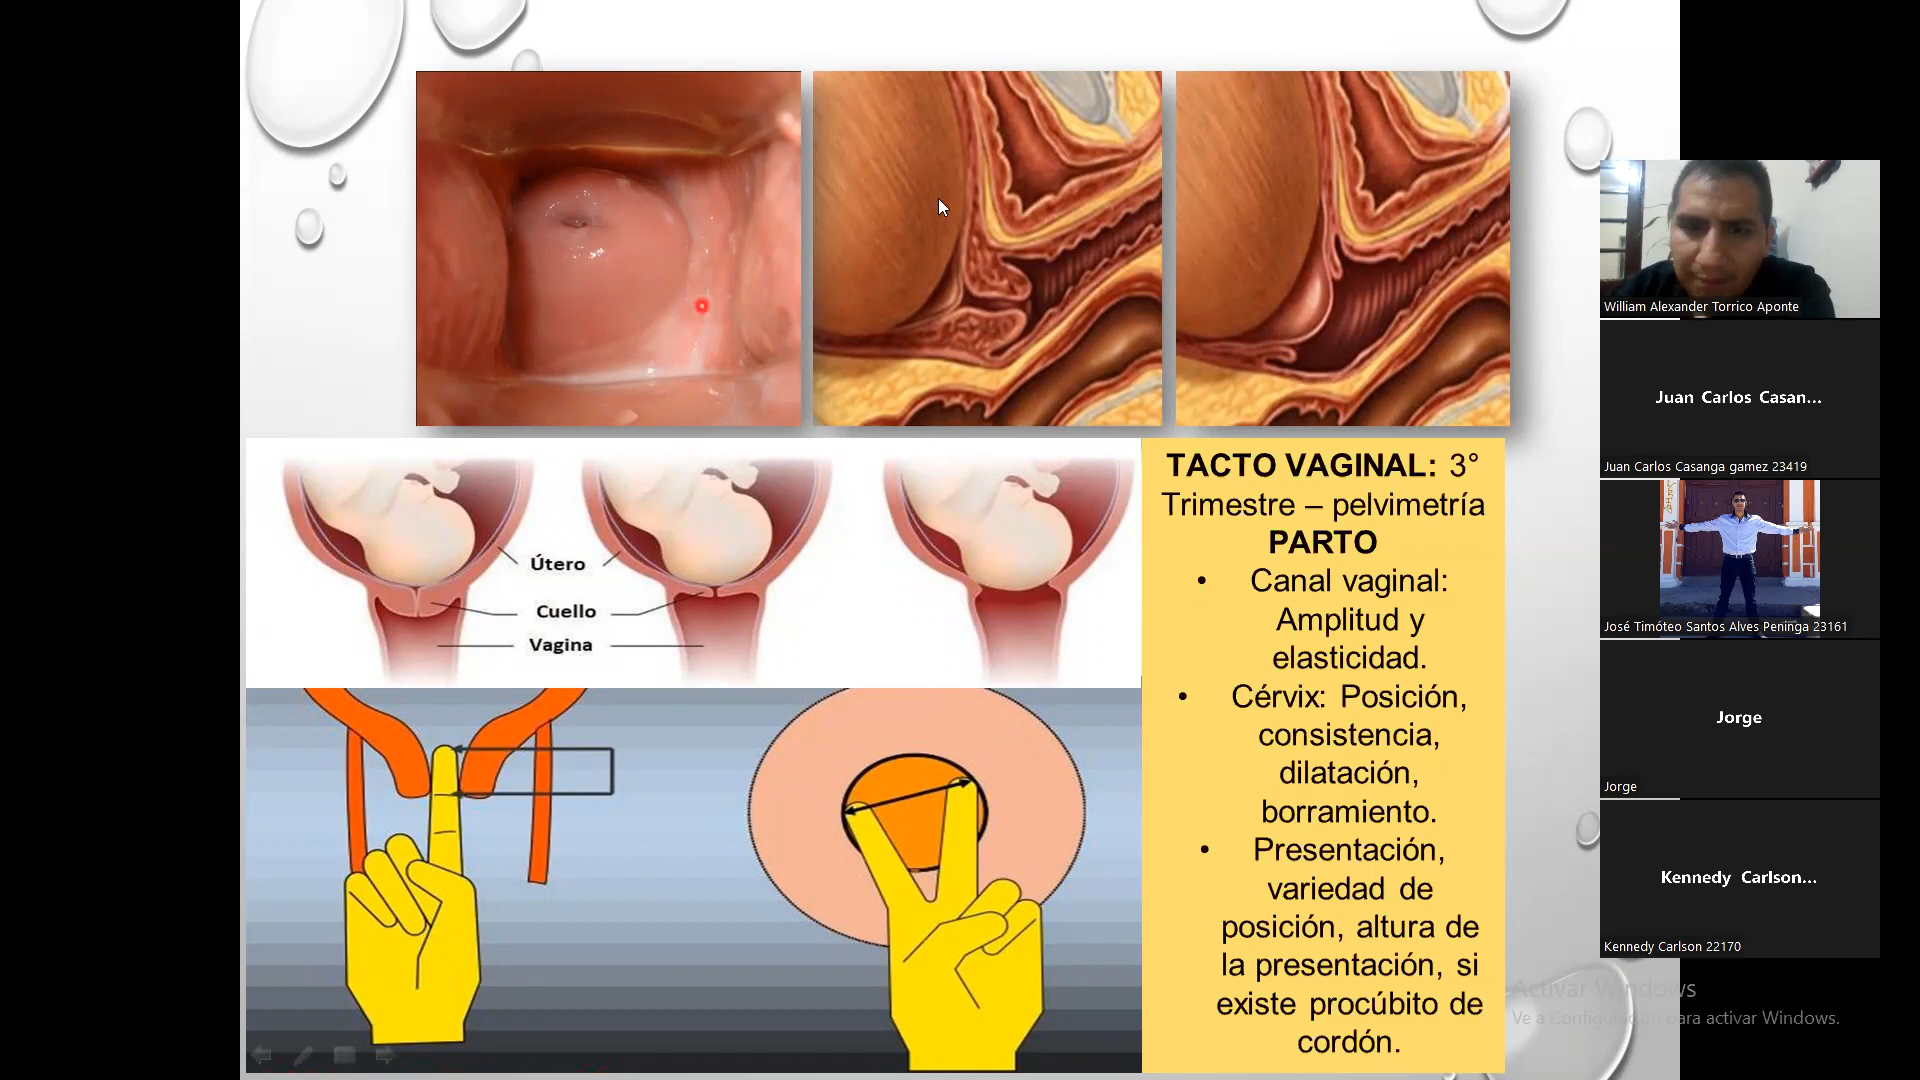 Útero
Cuello
Vagina
TACTO VAGINAL: 3°
Trimestre – pelvimetría
PARTO
• Canal vaginal:
Amplitud y
elasticidad.
• Cérvix: Posición,
consistencia,
dilatación,
borramiento.
• Presentación,
variedad de
posición, altura de
la presentación, si
existe procúbito de
cordón.
William Alexander Torrico Aponte
Juan Carlos Casan...
Juan Carlos Casanga gamez 23419
José Timóteo Santos Alves Peninga 23161
Jorge
Jorge
Kennedy Carlson...
Kennedy Carlson 22170
Activar Windows
Ve a Configuración para activar Windows.